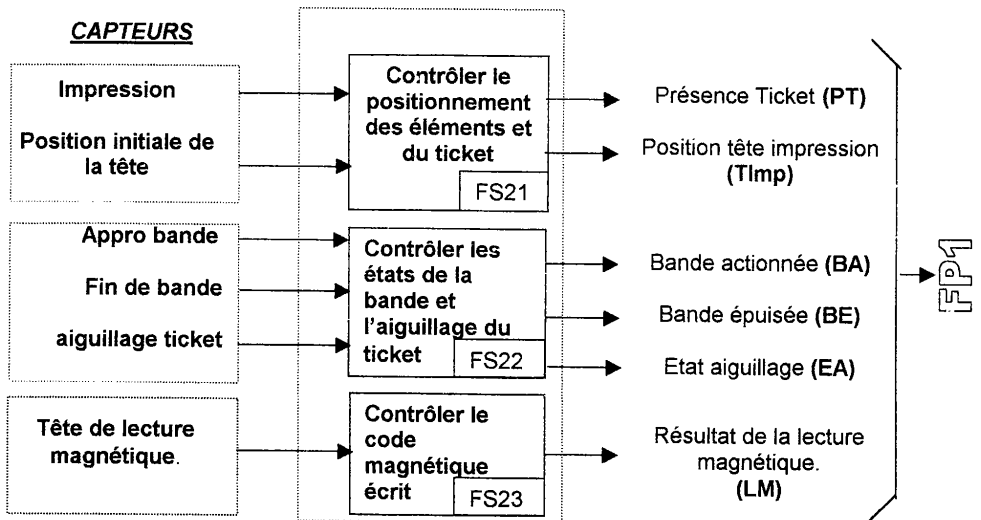 CAPTEURS
Impression
Position initiale de
la tête
Contrôler le
positionnement
des éléments et
du ticket
FS21
Présence Ticket (PT)
Position tête impression
(TImp)
Appro bande
Fin de bande
aiguillage ticket
Contrôler les
états de la
bande et
l'aiguillage du
ticket
FS22
Bande actionnée (BA)
Bande épuisée (BE)
Etat aiguillage (EA)
Tête de lecture
magnétique.
Contrôler le
code
magnétique
écrit
FS23
Résultat de la lecture
magnétique.
(LM)
FP1